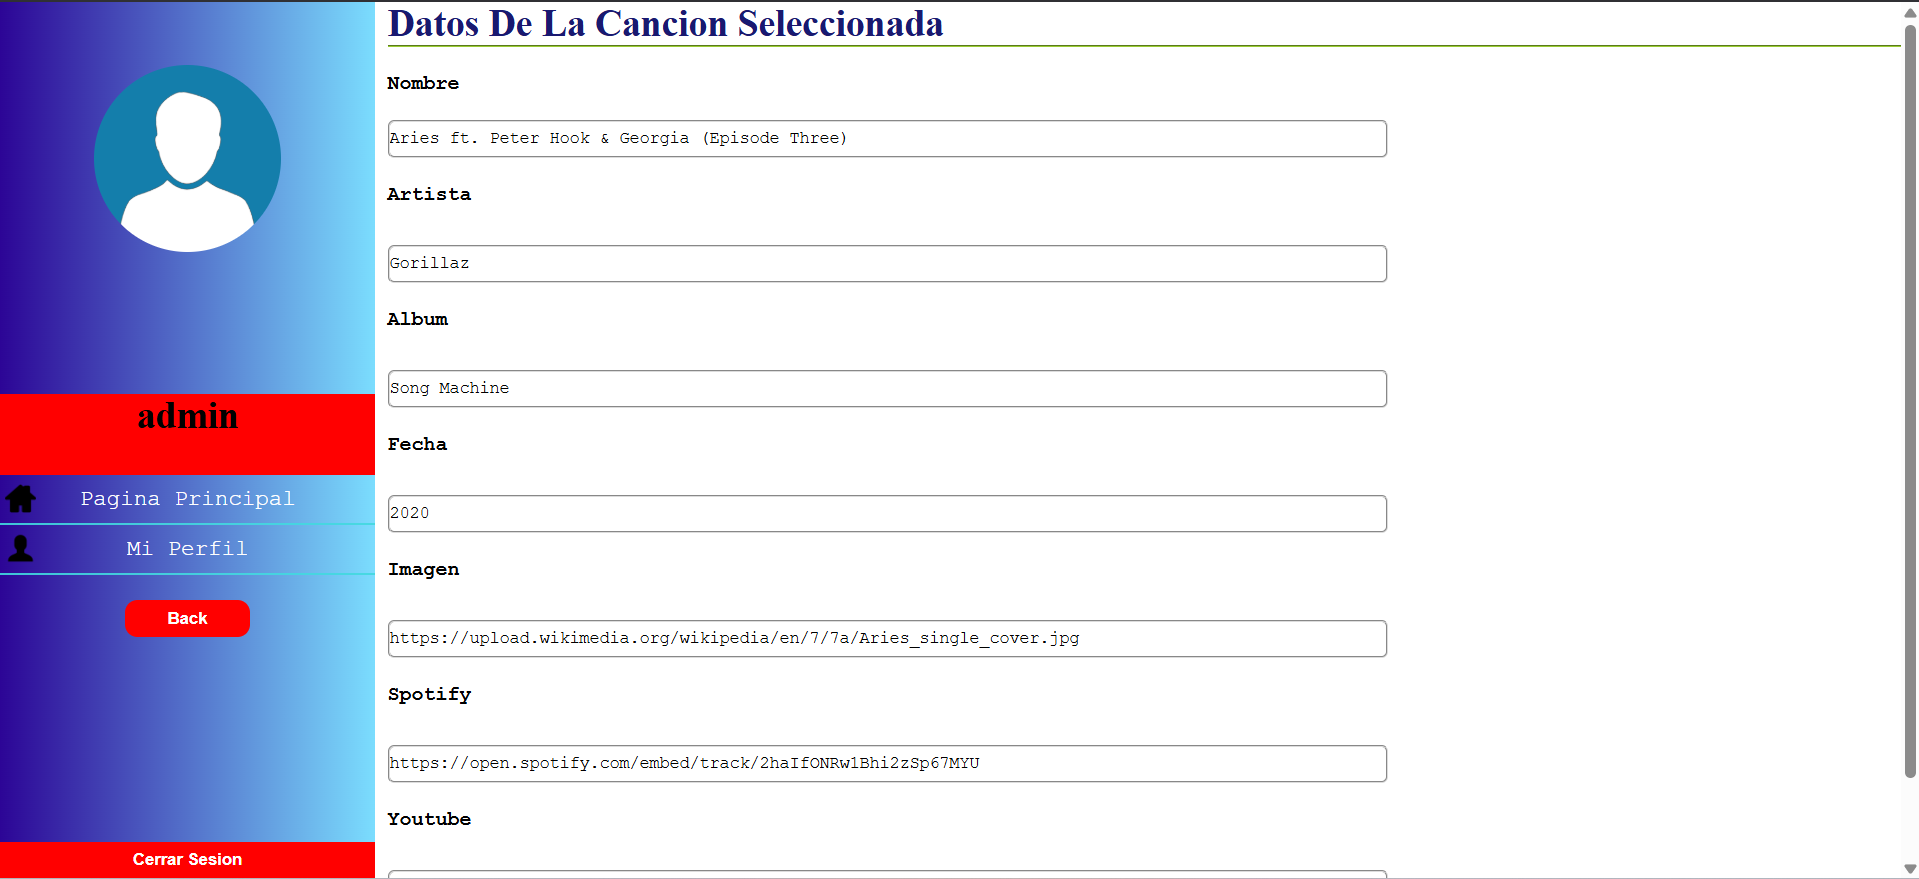 Datos De La Cancion Seleccionada
Nombre
Aries ft. Peter Hook & Georgia (Episode Three)
Artista
Gorillaz
Album
Song Machine
Fecha
2020
Imagen
https://upload.wikimedia.org/wikipedia/en/7/7a/Aries_single_cover.jpg
Spotify
https://open.spotify.com/embed/track/2haIfONRw1Bhi2zSp67MYU
Youtube
admin
Pagina Principal
Mi Perfil
Back
Cerrar Sesion